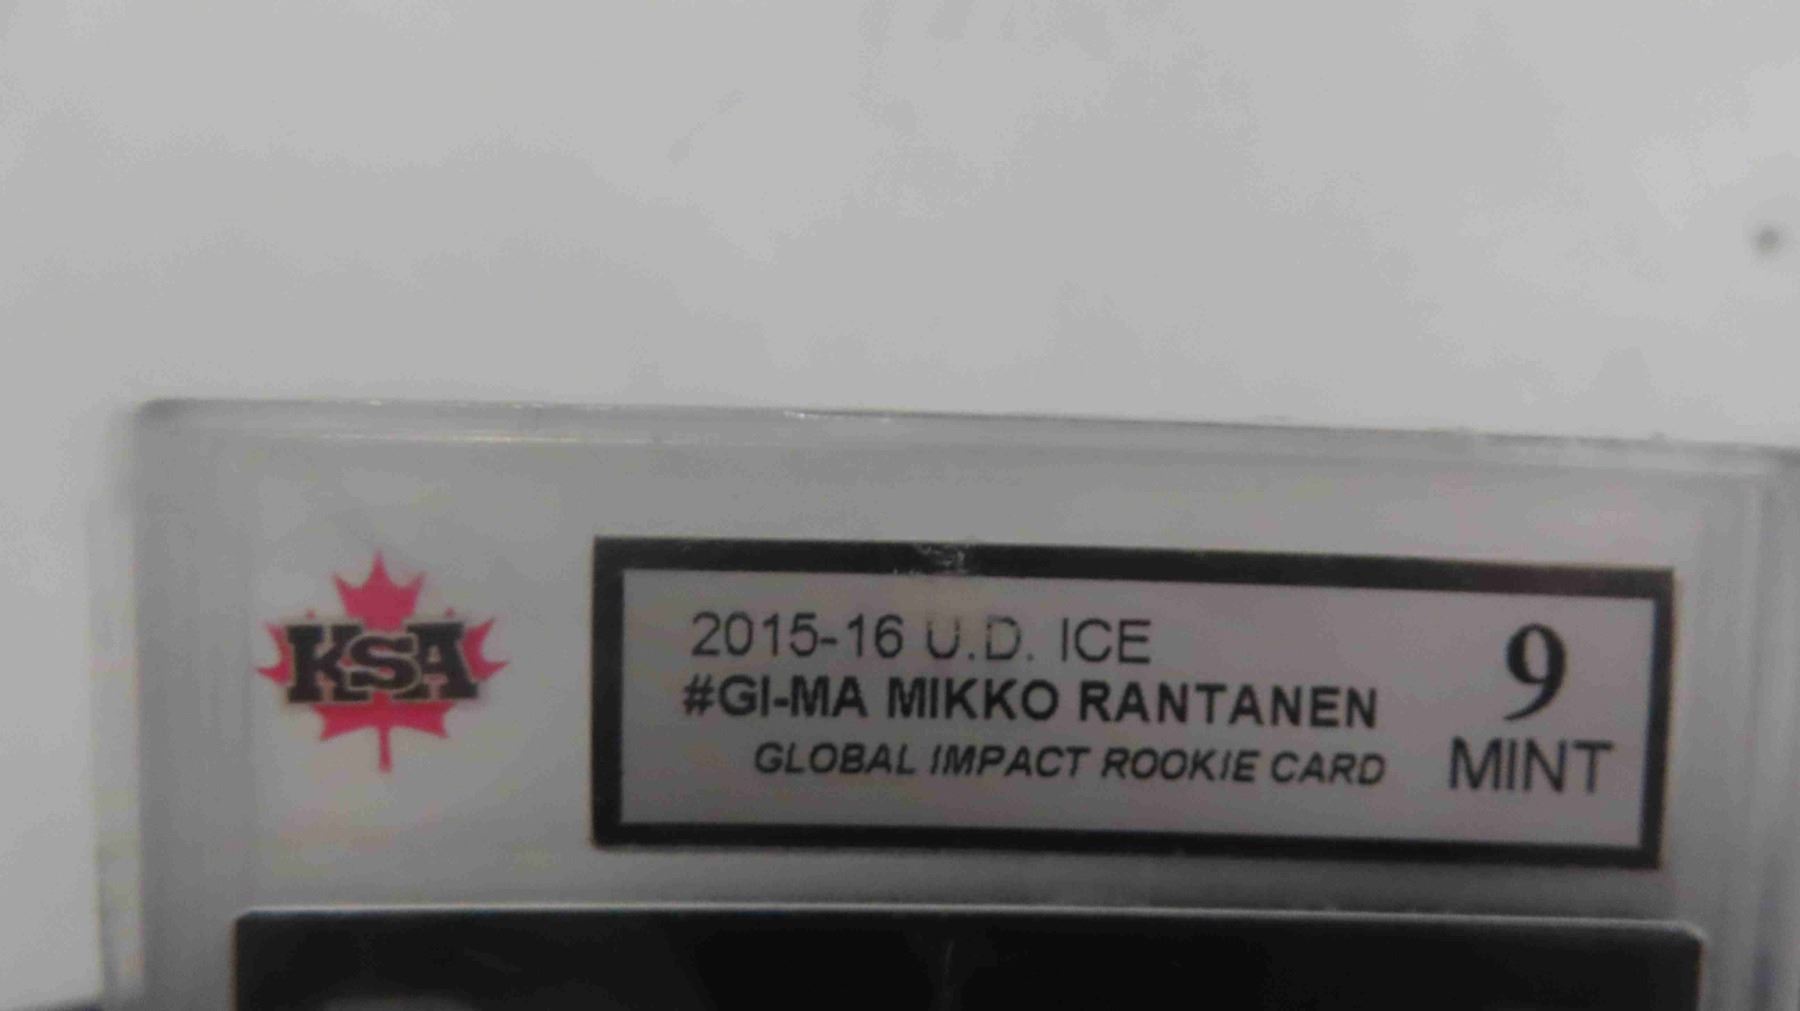 KSA
2015-16 U.D. ICE
#GI-MA MIKKO RANTANEN
GLOBAL IMPACT ROOKIE CARD
9
MINT